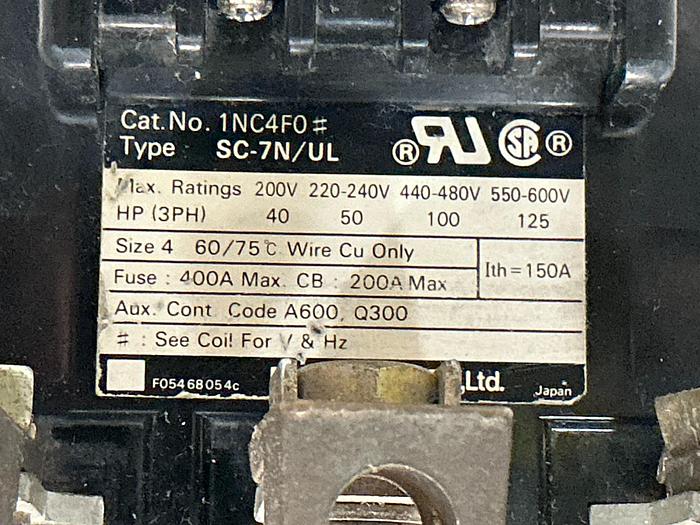 Cat.No. 1NC4F0#
Type SC-7N/UL
® RU SA ®
Max. Ratings 200V 220-240V 440-480V 550-600V
HP (3PH) 40 50 100 125
Size 4 60/75℃ Wire Cu Only
Ith=150A
Fuse : 400A Max. CB : 200A Max
Aux. Cont. Code A600, Q300
# : See Coil For V & Hz
F05468054c
,Ltd.
Japan